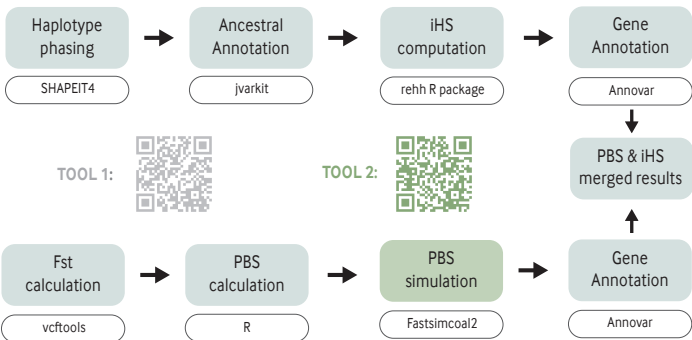 Haplotype
phasing
SHAPEIT4
Ancestral
Annotation
jvarkit
iHS
computation
rehh R package
Gene
Annotation
Annovar
TOOL 1:
TOOL 2:
PBS & iHS
merged results
Fst
calculation
vcftools
PBS
calculation
R
PBS
simulation
Fastsimcoal2
Gene
Annotation
Annovar